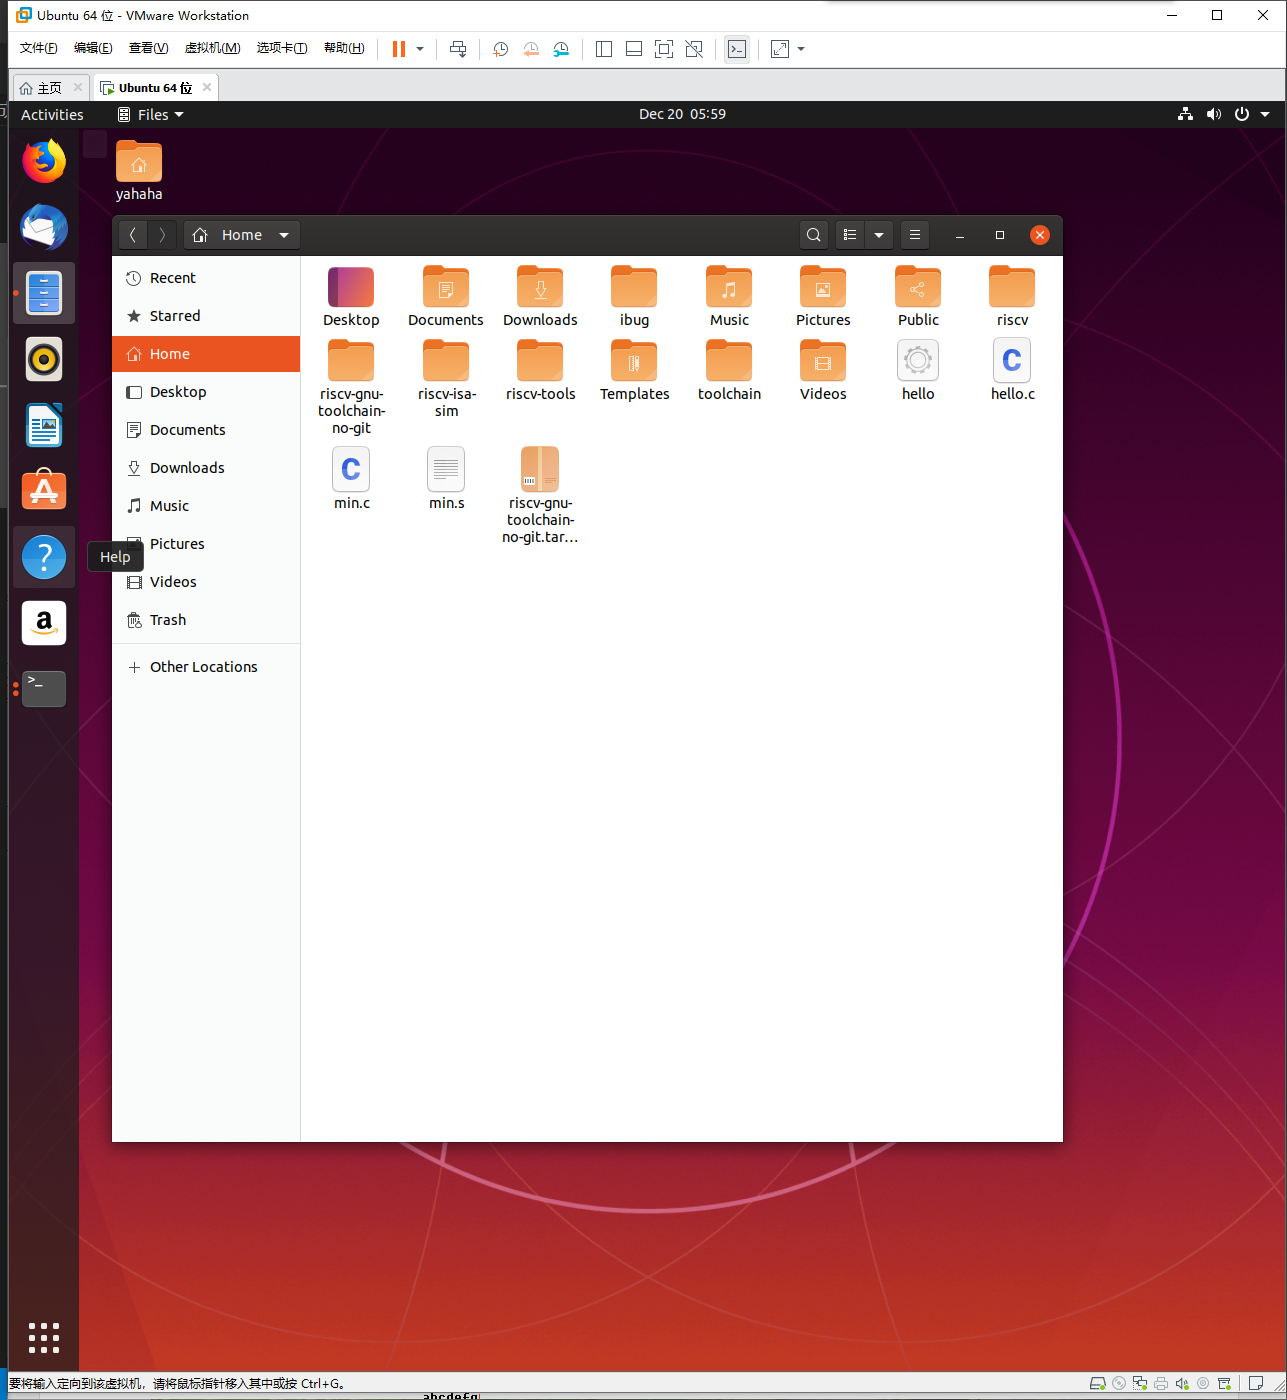 Ubuntu 64 位 - VMware Workstation
文件(F) 编辑(E) 查看(V) 虚拟机(M) 选项卡(T) 帮助(H)
主页 Ubuntu 64 位
Activities Files Dec 20 05:59
yahaha
Home
Recent
Starred
Home
Desktop
Documents
Downloads
Music
Pictures
Help
Videos
Trash
Other Locations
Desktop Documents Downloads ibug Music Pictures Public riscv
riscv-gnu- riscv-isa- riscv-tools Templates toolchain Videos hello hello.c
toolchain- sim
no-git
min.c min.s riscv-gnu-
toolchain-
no-git.tar...
要将输入定向到该虚拟机，请将鼠标指针移入其中或按 Ctrl+G。
abcdefg